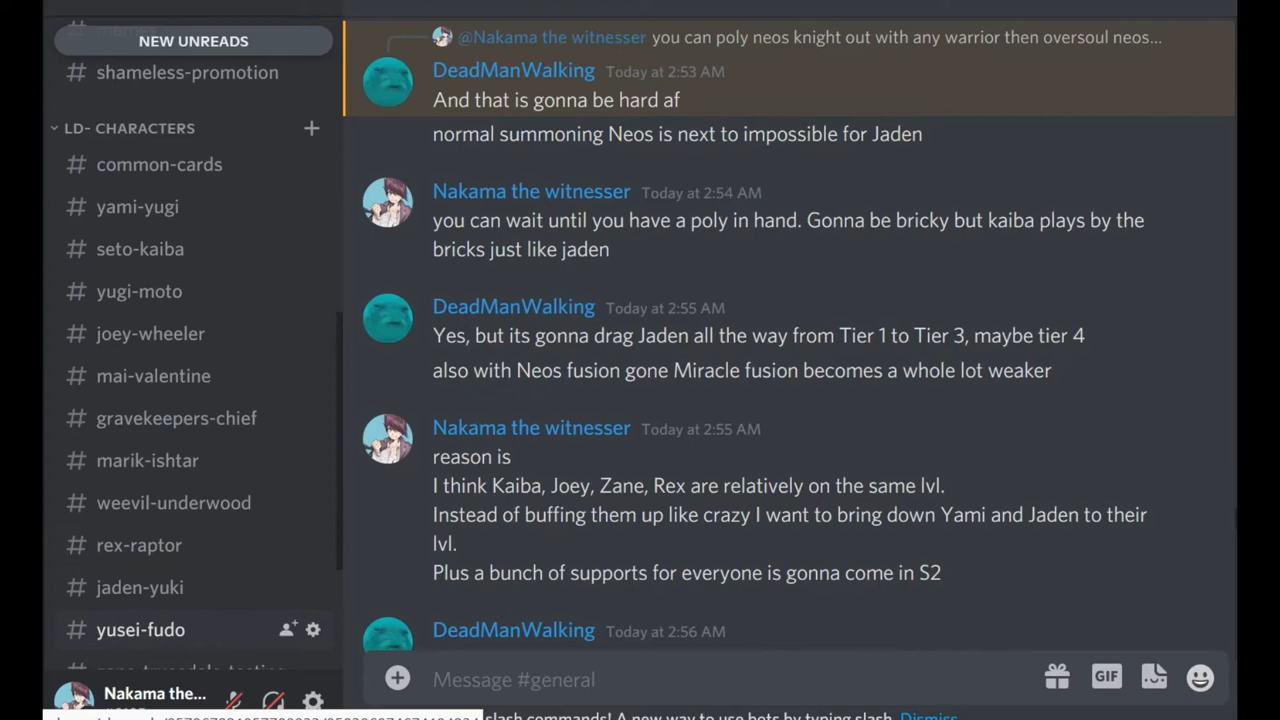 NEW UNREADS
# shameless-promotion
LD- CHARACTERS +
# common-cards
# yami-yugi
# seto-kaiba
# yugi-moto
# joey-wheeler
# mai-valentine
# gravekeepers-chief
# marik-ishtar
# weevil-underwood
# rex-raptor
# jaden-yuki
# yusei-fudo
Nakama the...
@Nakama the witnesser you can poly neos knight out with any warrior then oversoul neos...
DeadManWalking Today at 2:53 AM
And that is gonna be hard af
normal summoning Neos is next to impossible for Jaden
Nakama the witnesser Today at 2:54 AM
you can wait until you have a poly in hand. Gonna be bricky but kaiba plays by the
bricks just like jaden
DeadManWalking Today at 2:55 AM
Yes, but its gonna drag Jaden all the way from Tier 1 to Tier 3, maybe tier 4
also with Neos fusion gone Miracle fusion becomes a whole lot weaker
Nakama the witnesser Today at 2:55 AM
reason is
I think Kaiba, Joey, Zane, Rex are relatively on the same lvl.
Instead of buffing them up like crazy I want to bring down Yami and Jaden to their
lvl.
Plus a bunch of supports for everyone is gonna come in S2
DeadManWalking Today at 2:56 AM
Message #general
GIF
slash commands! A new way to use bots by typing slash. Dismiss